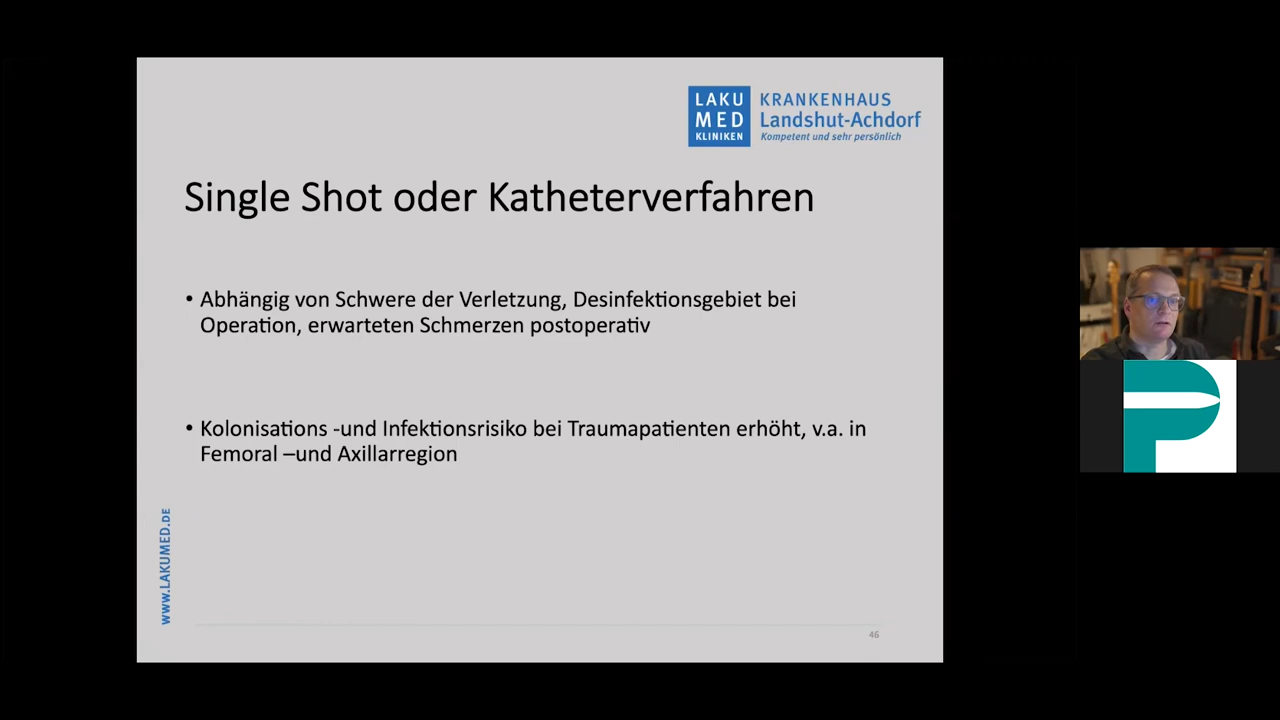 LAKU
MED
KLINIKEN
KRANKENHAUS
Landshut-Achdorf
Kompetent und sehr persönlich
Single Shot oder Katheterverfahren
• Abhängig von Schwere der Verletzung, Desinfektionsgebiet bei
Operation, erwarteten Schmerzen postoperativ
• Kolonisations -und Infektionsrisiko bei Traumapatienten erhöht, v.a. in
Femoral –und Axillarregion
WWW.LAKUMED.DE
46
P